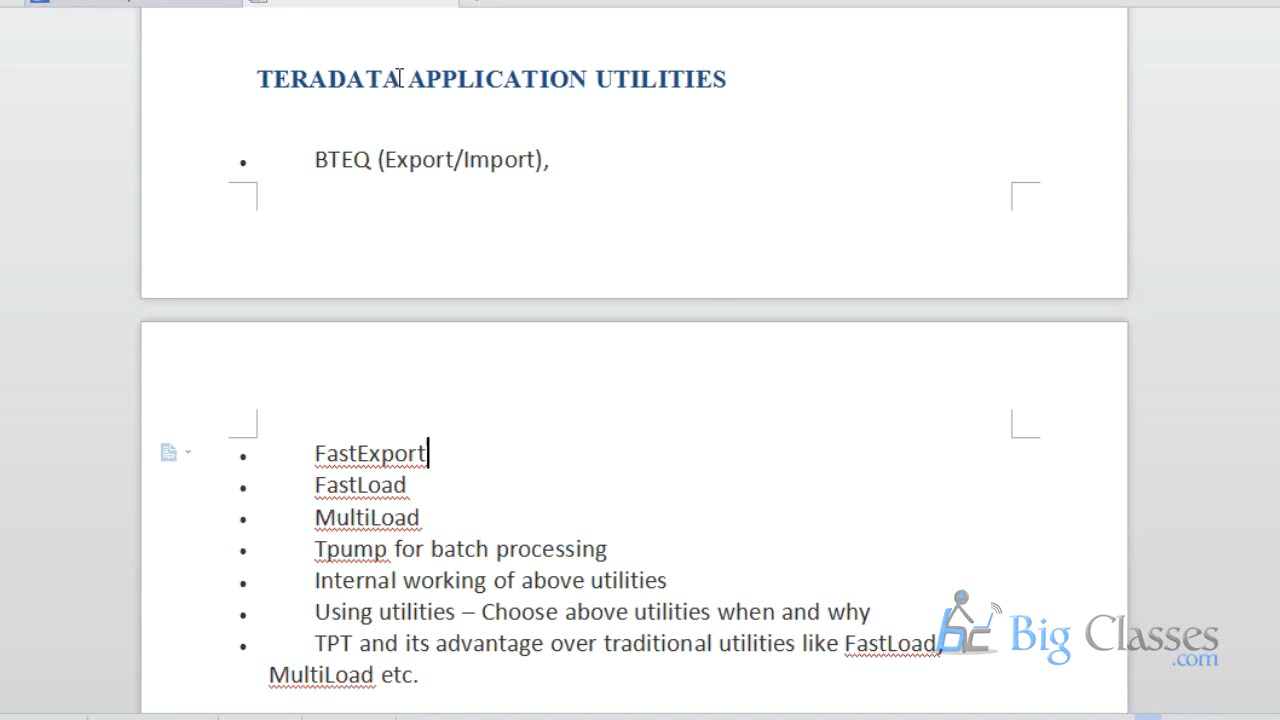 TERADATA APPLICATION UTILITIES
• BTEQ (Export/Import),
• FastExport
• FastLoad
• MultiLoad
• Tpump for batch processing
• Internal working of above utilities
• Using utilities – Choose above utilities when and why
• TPT and its advantage over traditional utilities like FastLoad,
MultiLoad etc.
bc Big Classes
.com